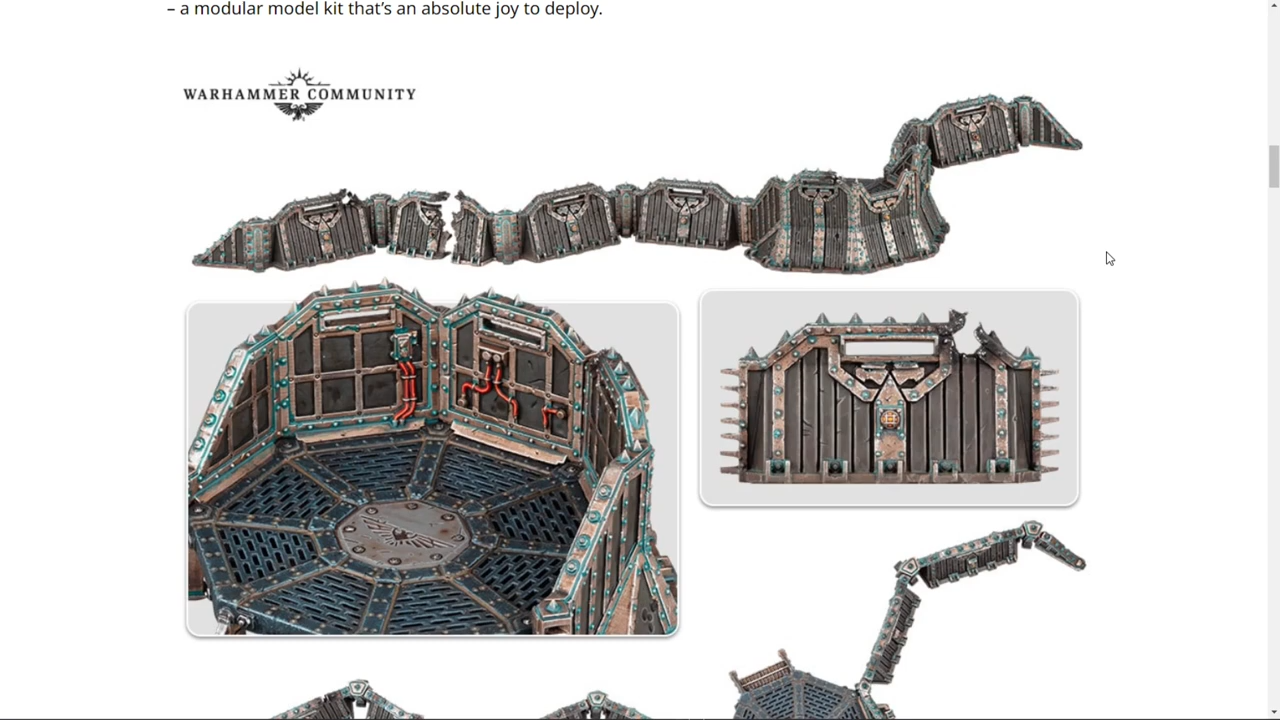 – a modular model kit that’s an absolute joy to deploy.
WARHAMMER COMMUNITY